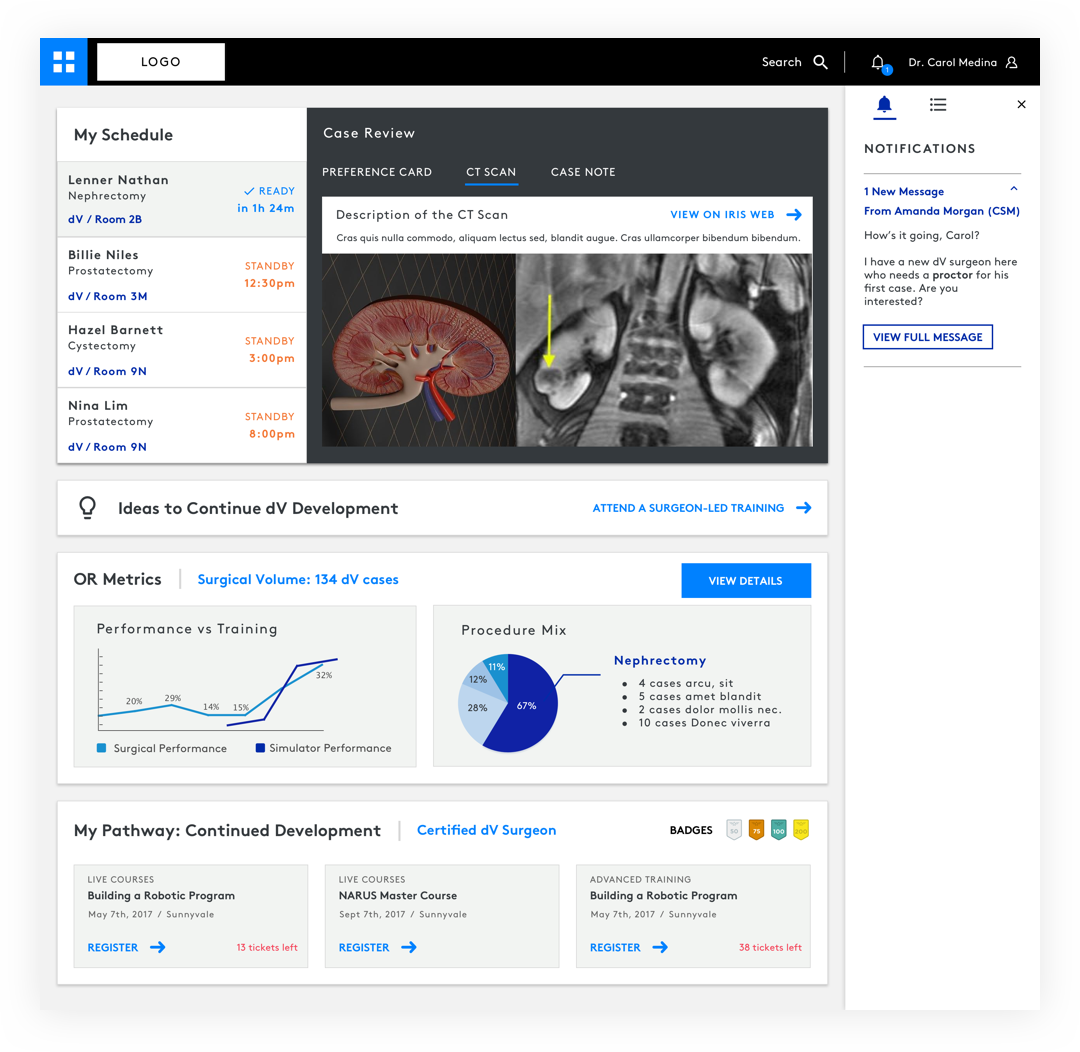 LOGO
Search
1
Dr. Carol Medina
My Schedule
Lenner Nathan
Nephrectomy
dV / Room 2B
READY
in 1h 24m
Billie Niles
Prostatectomy
dV / Room 3M
STANDBY
12:30pm
Hazel Barnett
Cystectomy
dV / Room 9N
STANDBY
3:00pm
Nina Lim
Prostatectomy
dV / Room 9N
STANDBY
8:00pm
Case Review
PREFERENCE CARD
CT SCAN
CASE NOTE
Description of the CT Scan
VIEW ON IRIS WEB
Cras quis nulla commodo, aliquam lectus sed, blandit augue. Cras ullamcorper bibendum bibendum.
NOTIFICATIONS
1 New Message
From Amanda Morgan (CSM)
How's it going, Carol?
I have a new dV surgeon here
who needs a proctor for his
first case. Are you
interested?
VIEW FULL MESSAGE
Ideas to Continue dV Development
ATTEND A SURGEON-LED TRAINING
OR Metrics
Surgical Volume: 134 dV cases
VIEW DETAILS
Performance vs Training
20%
29%
14%
15%
32%
Surgical Performance
Simulator Performance
Procedure Mix
11%
12%
28%
67%
Nephrectomy
4 cases arcu, sit
5 cases amet blandit
2 cases dolor mollis nec.
10 cases Donec viverra
My Pathway: Continued Development
Certified dV Surgeon
BADGES
50
75
100
200
LIVE COURSES
Building a Robotic Program
May 7th, 2017 / Sunnyvale
REGISTER
13 tickets left
LIVE COURSES
NARUS Master Course
Sept 7th, 2017 / Sunnyvale
REGISTER
ADVANCED TRAINING
Building a Robotic Program
May 7th, 2017 / Sunnyvale
REGISTER
38 tickets left